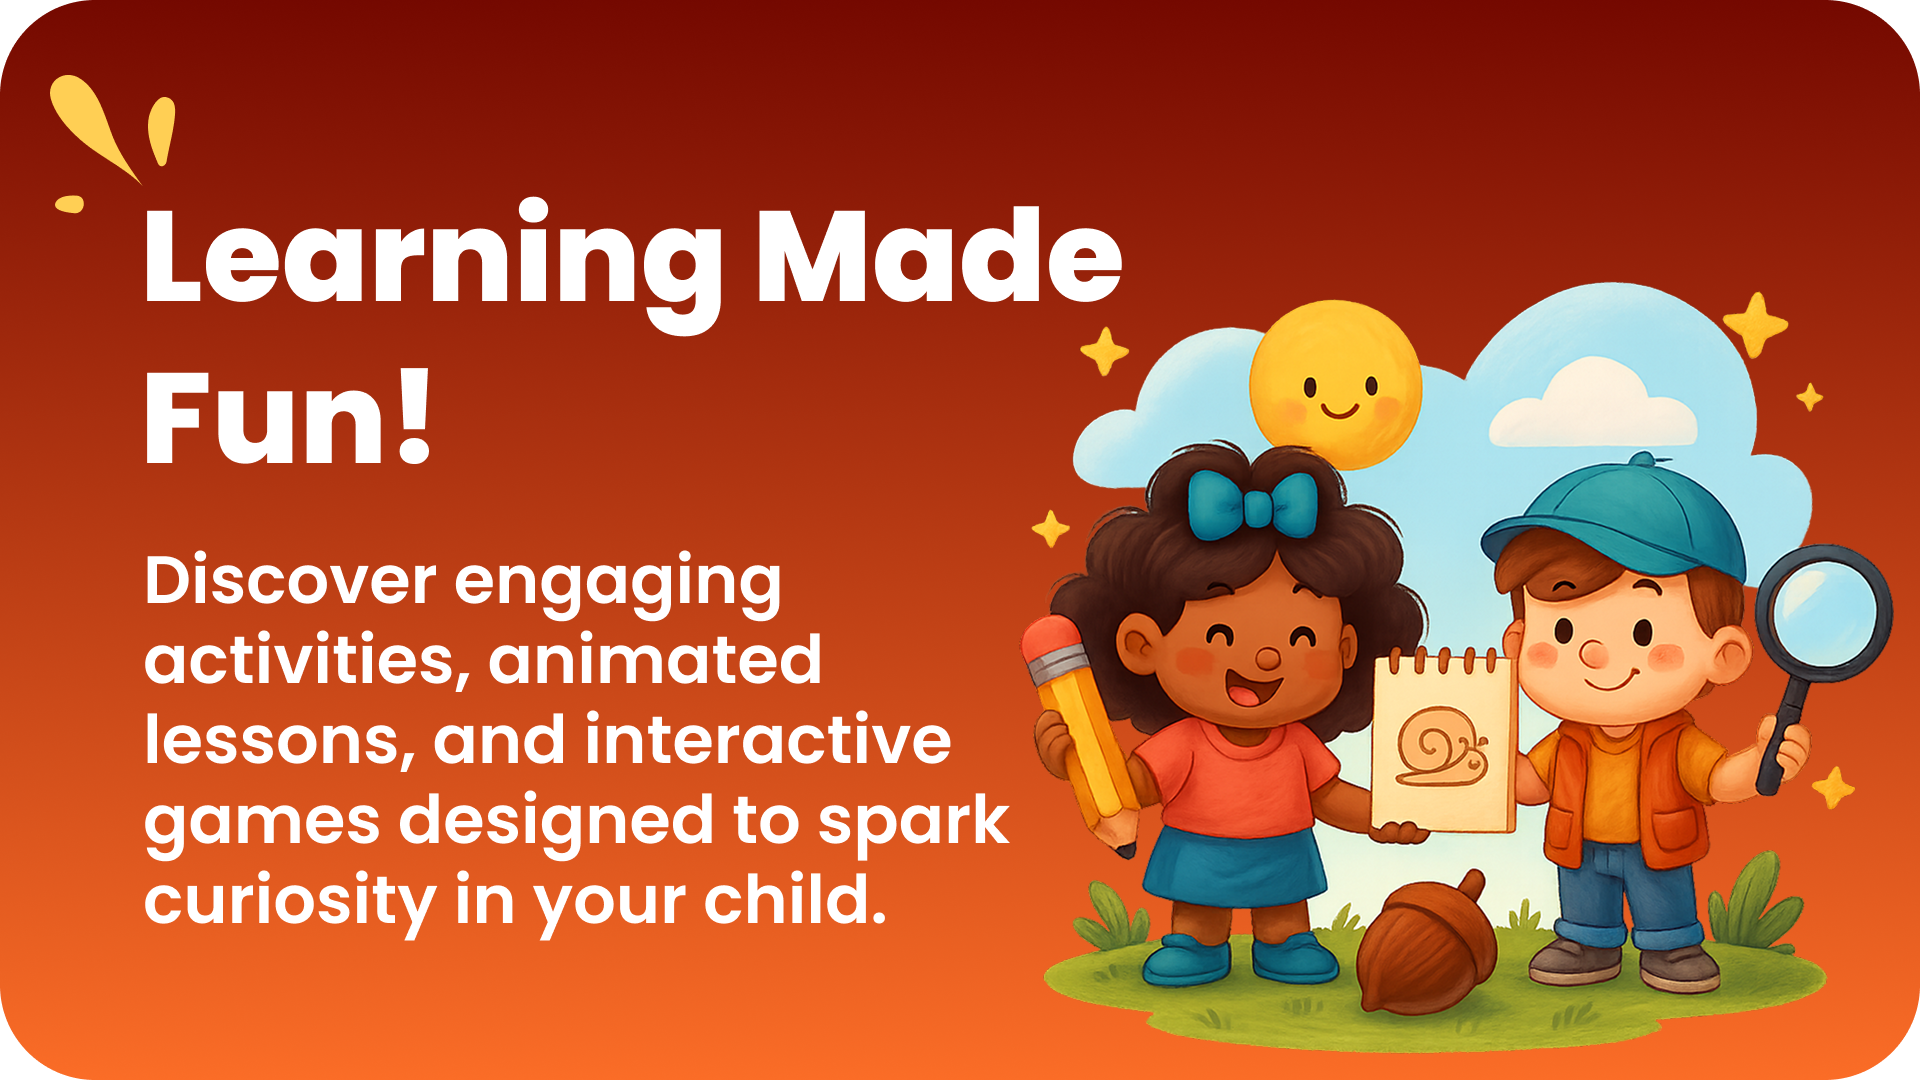 Learning Made
Fun!
Discover engaging
activities, animated
lessons, and interactive
games designed to spark
curiosity in your child.